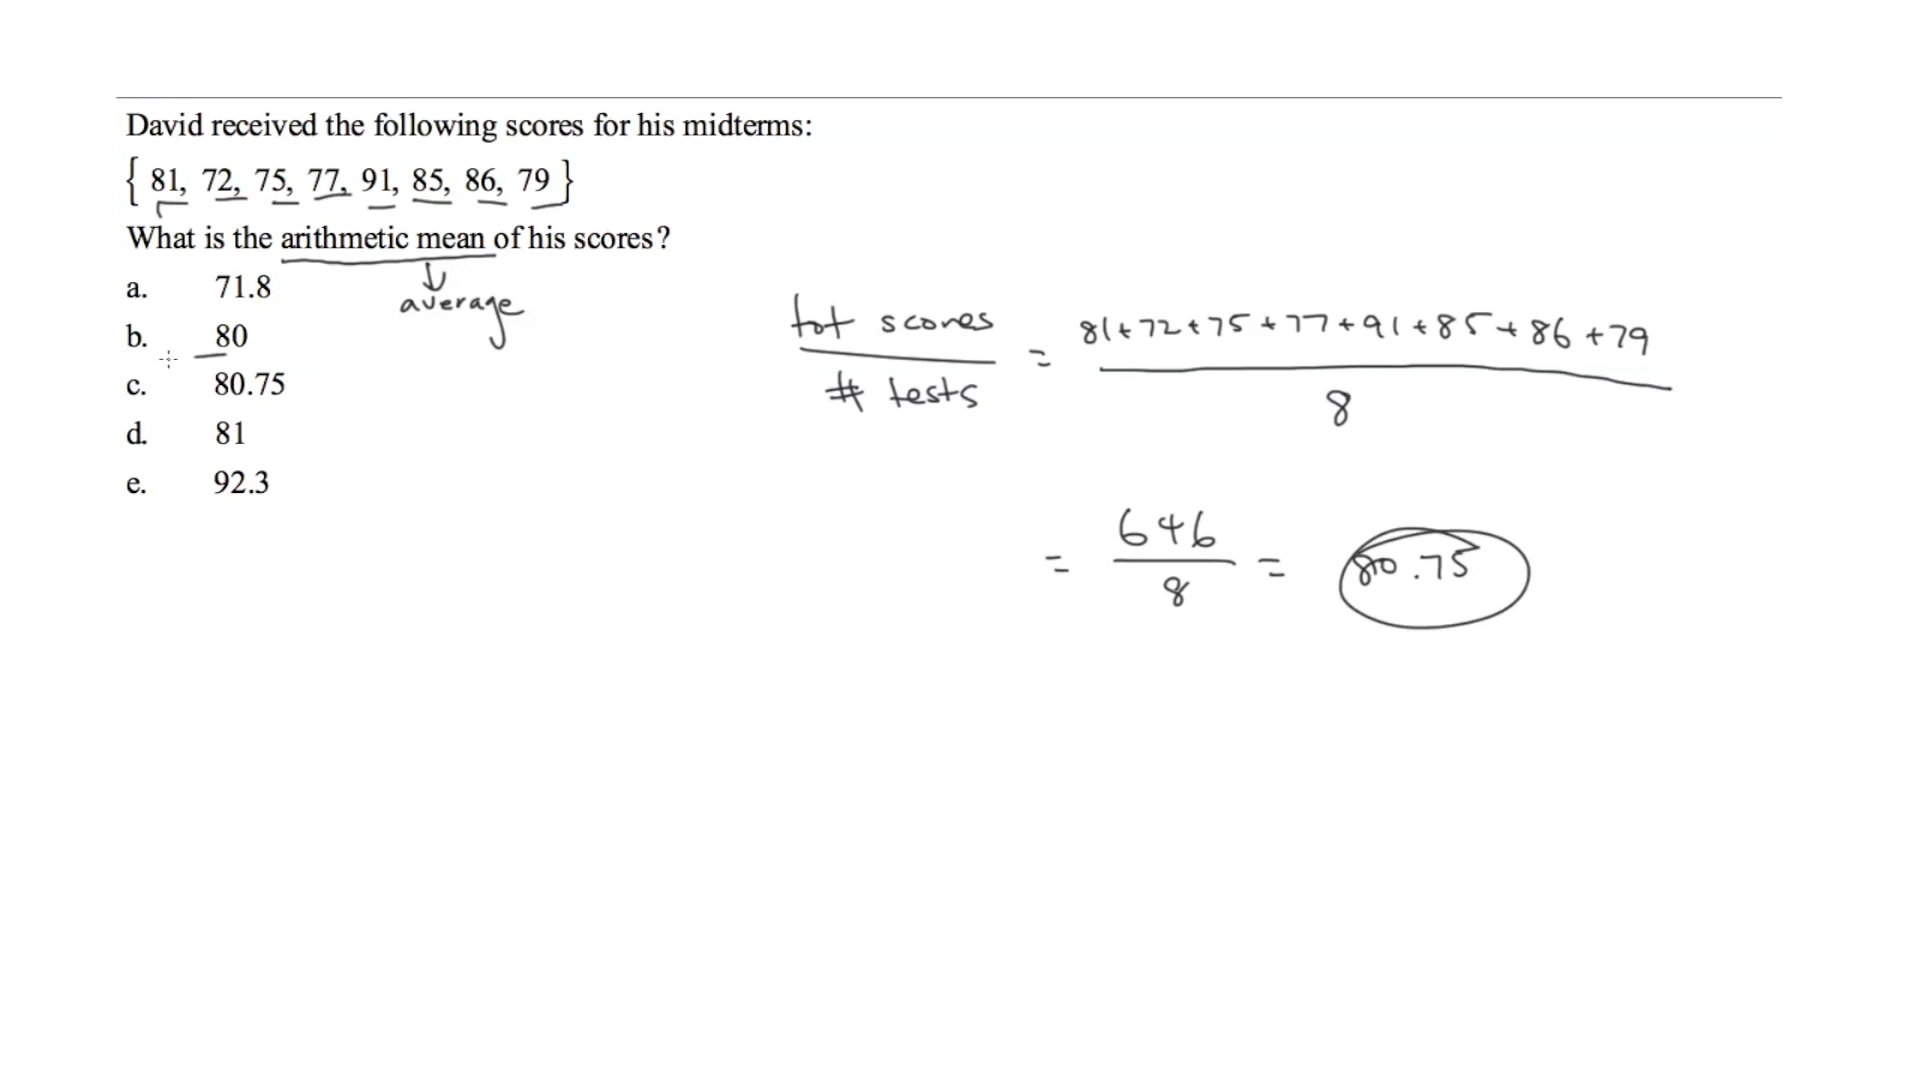 David received the following scores for his midterms:
{ 81, 72, 75, 77, 91, 85, 86, 79 }
What is the arithmetic mean of his scores?
a. 71.8
average
b. 80
c. 80.75
d. 81
e. 92.3
tot scores
# tests
= 81+72+75+77+91+85+86+79
8
= 646
8
= 80.75